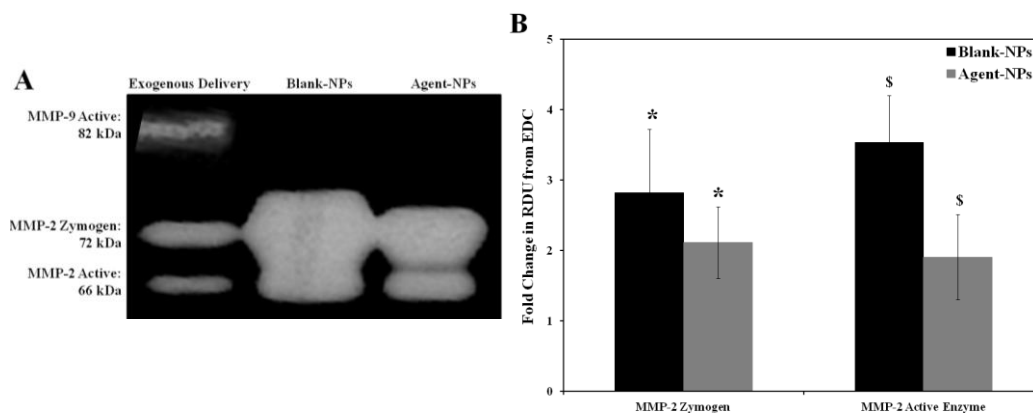 A
Exogenous Delivery Blank-NPs Agent-NPs
MMP-9 Active:
82 kDa
MMP-2 Zymogen:
72 kDa
MMP-2 Active:
66 kDa
B
Fold Change in RDU from EDC
5
4
3
2
1
0
Blank-NPs
Agent-NPs
* * $ $
MMP-2 Zymogen MMP-2 Active Enzyme